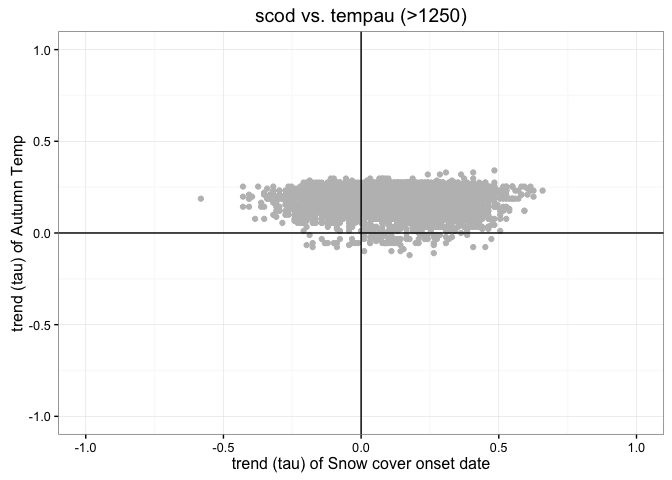 scod vs. tempau (>1250)
trend (tau) of Autumn Temp
1.0
0.5
0.0
-0.5
-1.0
-1.0 -0.5 0.0 0.5 1.0
trend (tau) of Snow cover onset date